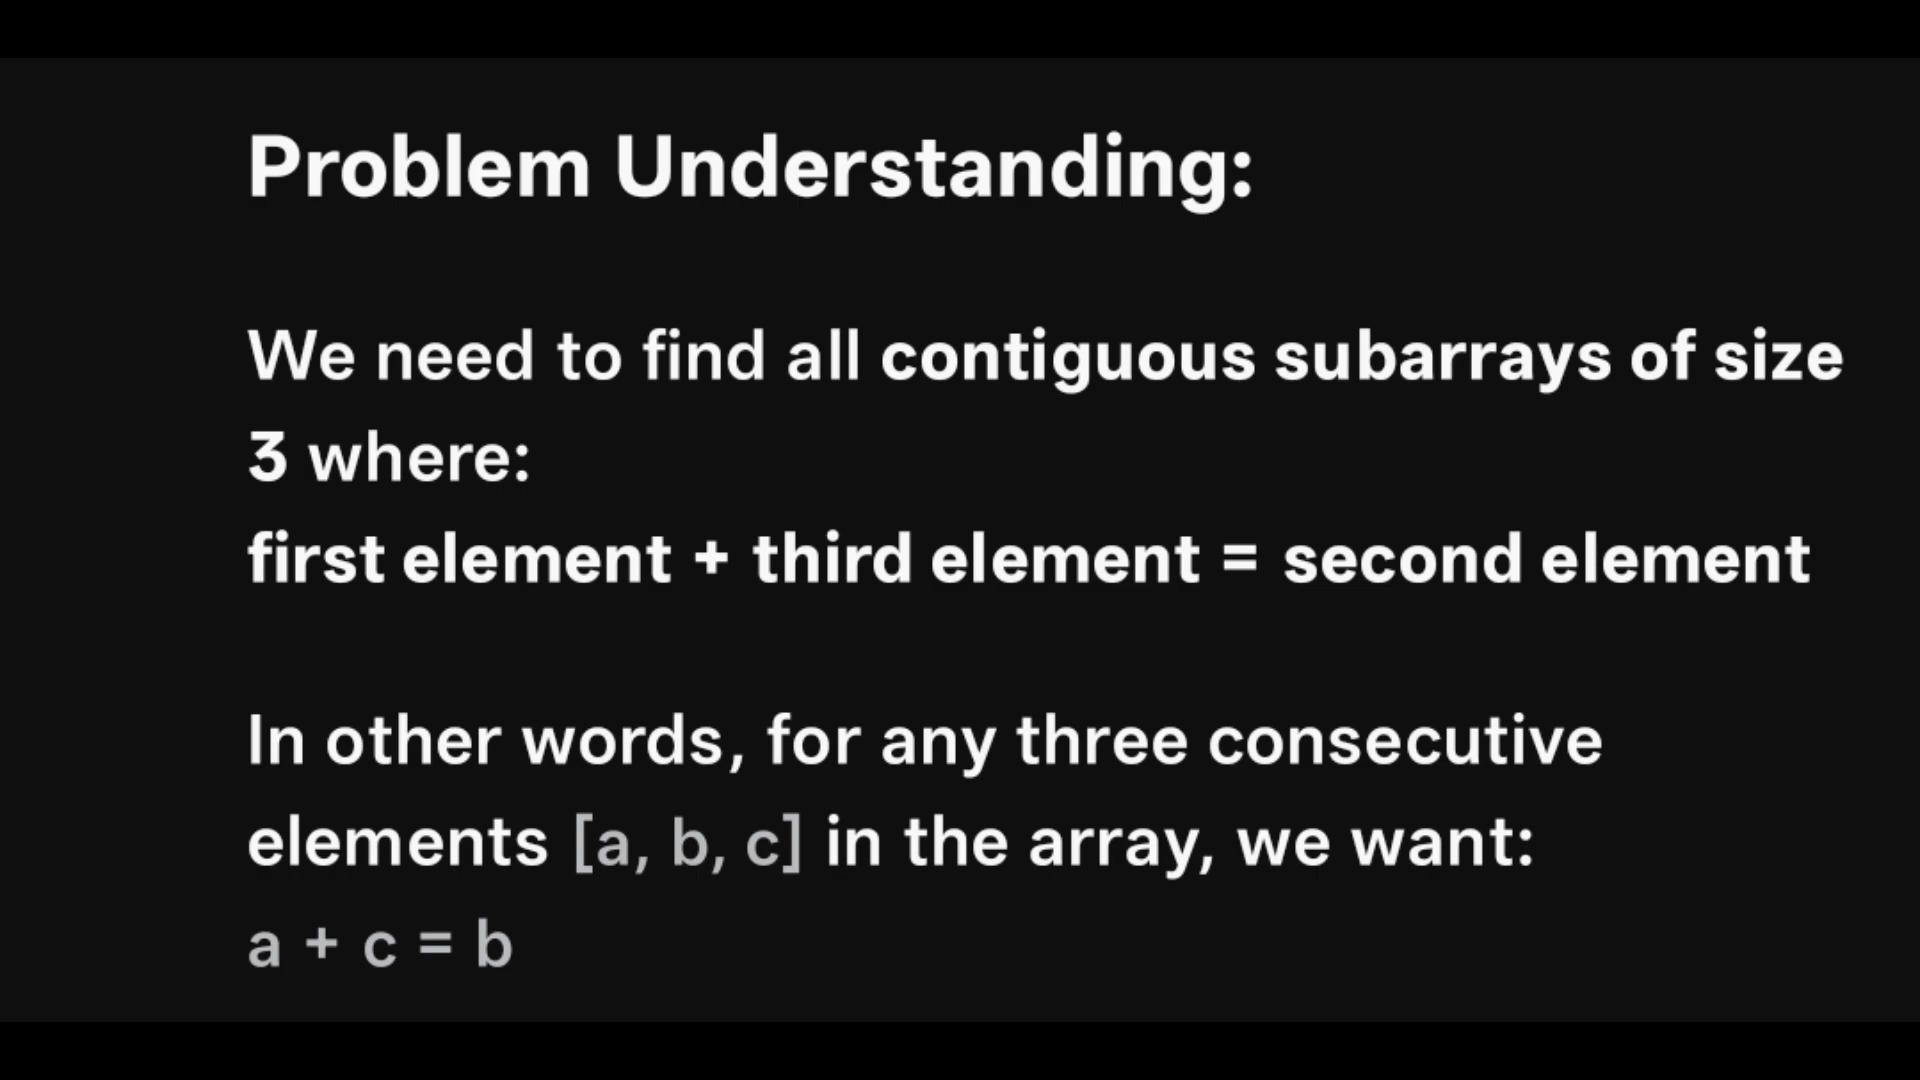 Problem Understanding:
We need to find all contiguous subarrays of size
3 where:
first element + third element = second element
In other words, for any three consecutive
elements [a, b, c] in the array, we want:
a + c = b